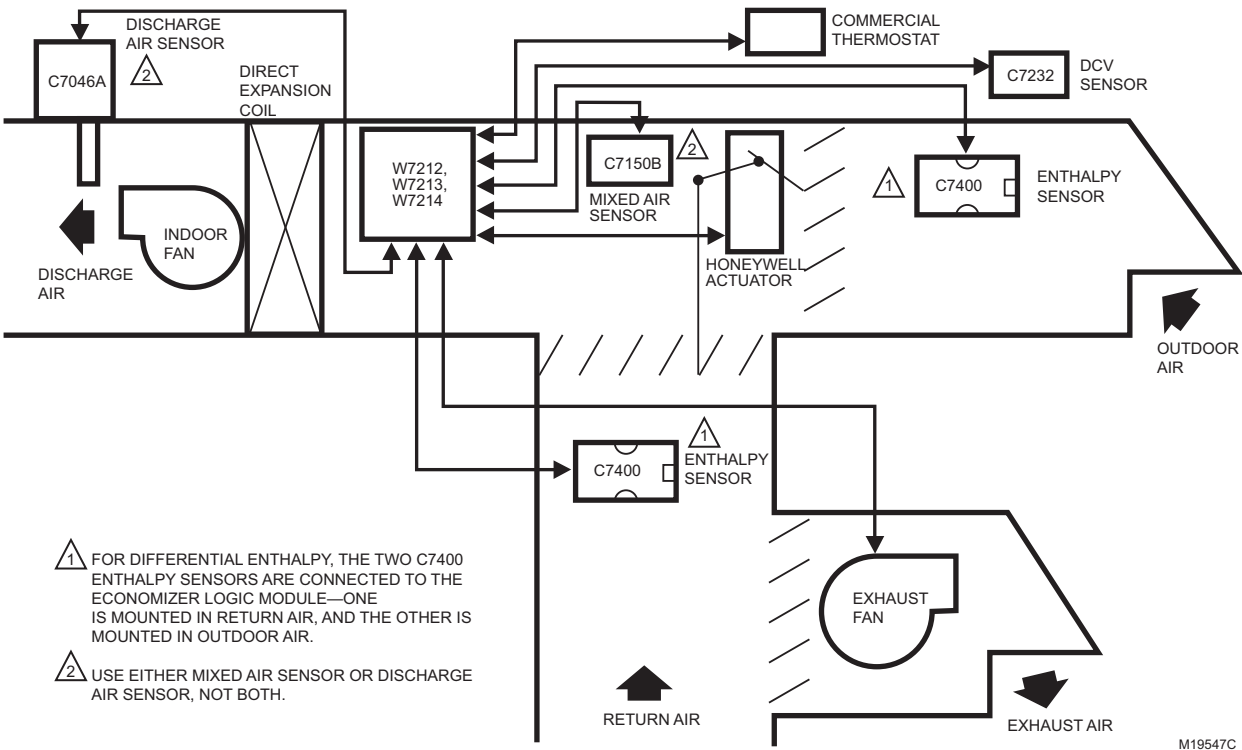 DISCHARGE
AIR SENSOR
2
C7046A
DIRECT
EXPANSION
COIL
COMMERCIAL
THERMOSTAT
C7232
DCV
SENSOR
W7212,
W7213,
W7214
C7150B
2
MIXED AIR
SENSOR
1
C7400
ENTHALPY
SENSOR
INDOOR
FAN
DISCHARGE
AIR
HONEYWELL
ACTUATOR
OUTDOOR
AIR
1
C7400
ENTHALPY
SENSOR
1 FOR DIFFERENTIAL ENTHALPY, THE TWO C7400
ENTHALPY SENSORS ARE CONNECTED TO THE
ECONOMIZER LOGIC MODULE—ONE
IS MOUNTED IN RETURN AIR, AND THE OTHER IS
MOUNTED IN OUTDOOR AIR.
2 USE EITHER MIXED AIR SENSOR OR DISCHARGE
AIR SENSOR, NOT BOTH.
EXHAUST
FAN
RETURN AIR
EXHAUST AIR
M19547C